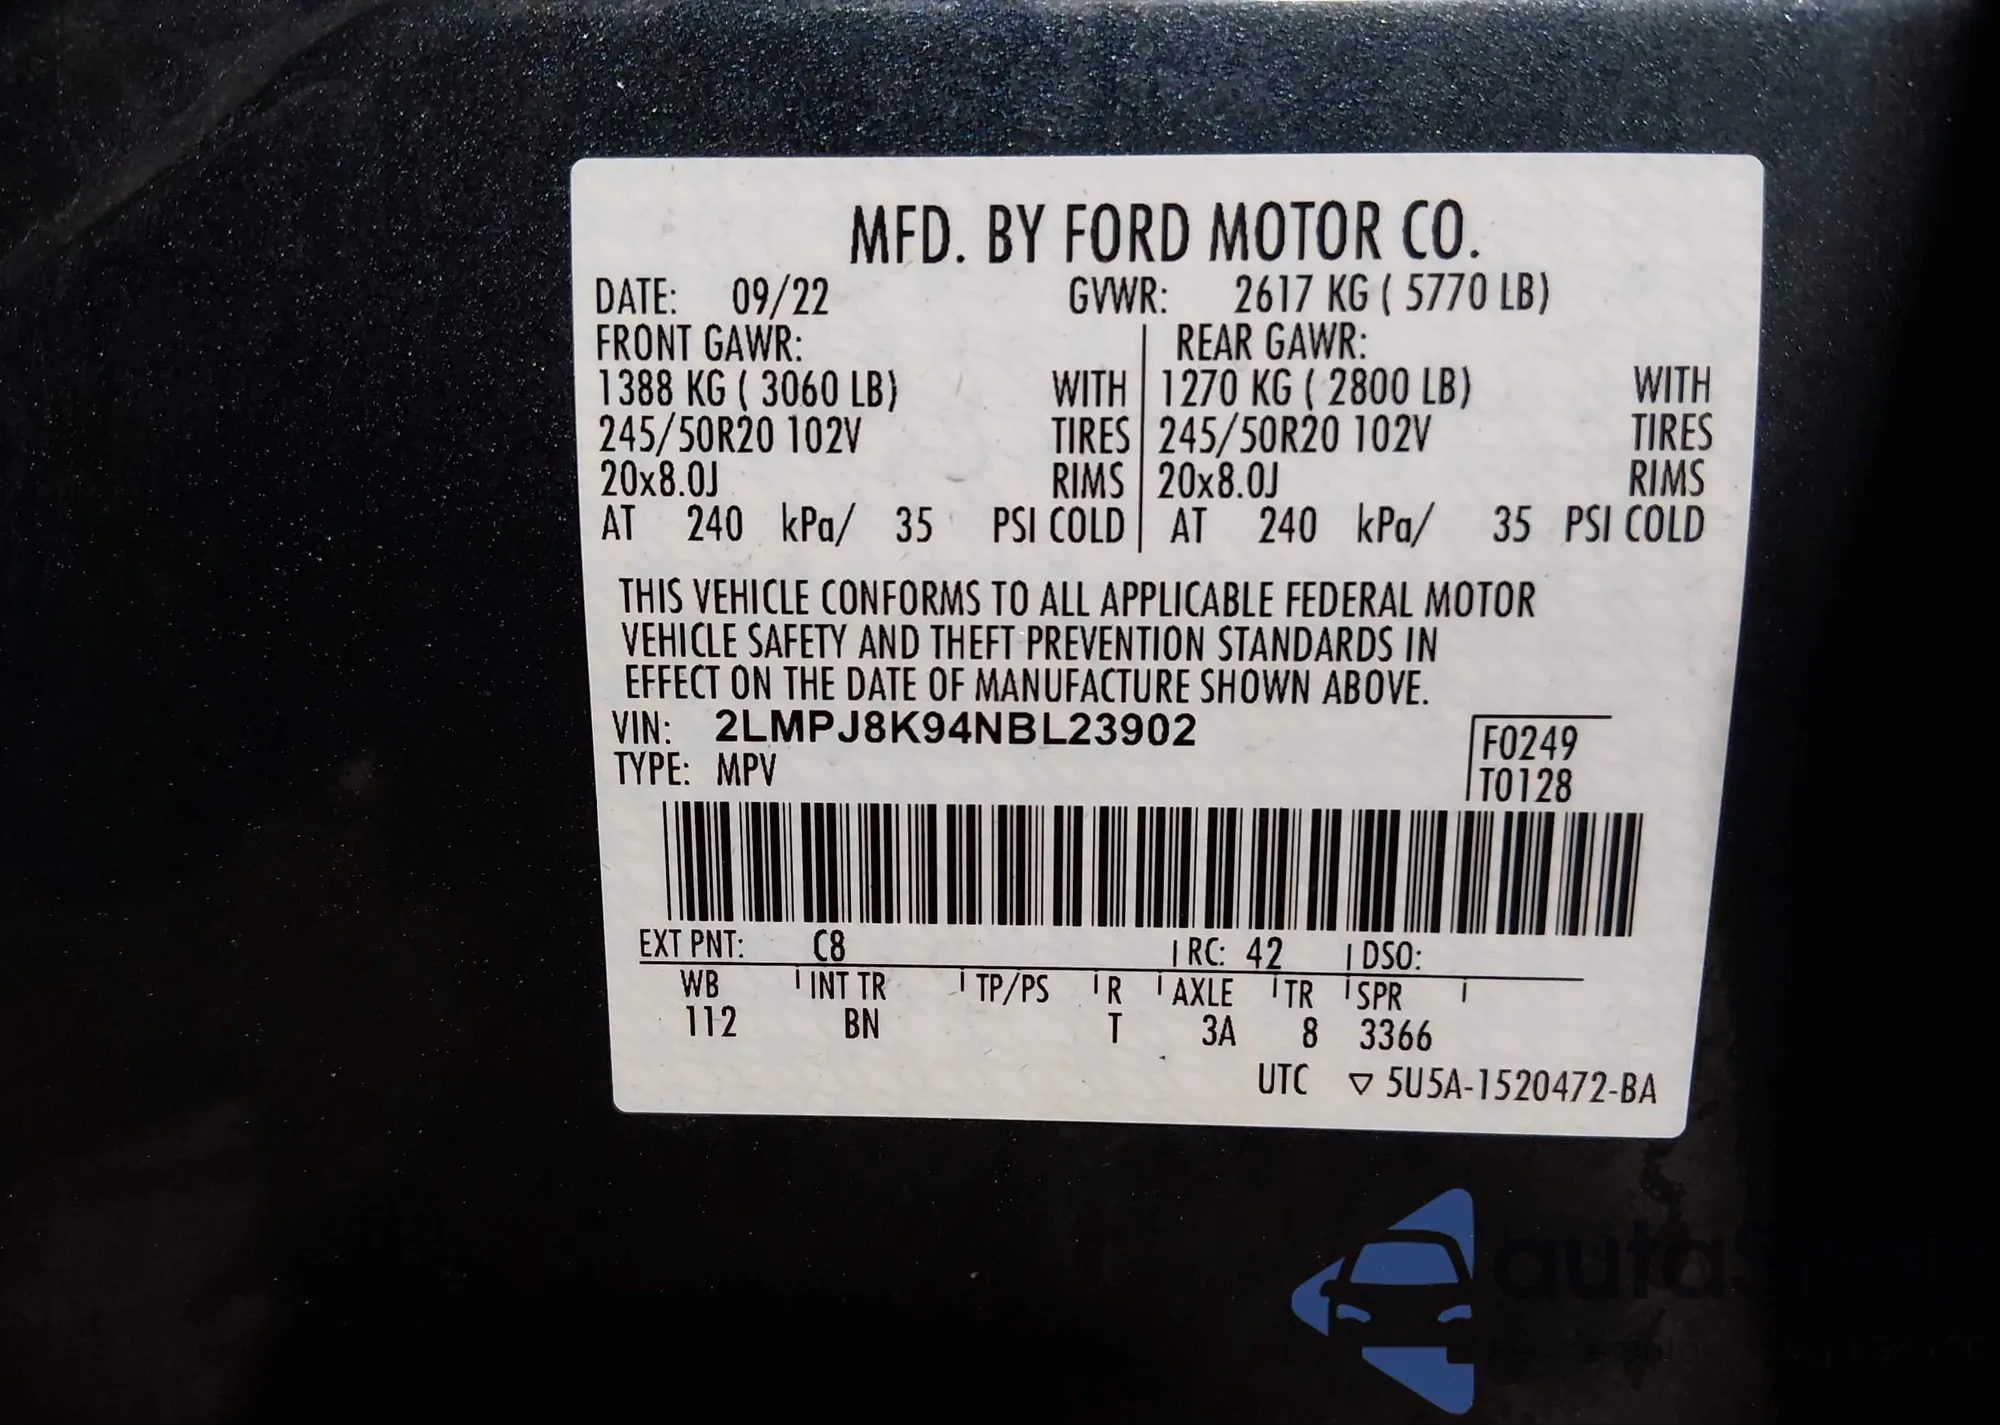 MFD. BY FORD MOTOR CO.
DATE: 09/22 GVWR: 2617 KG ( 5770 LB)
FRONT GAWR: REAR GAWR:
1388 KG ( 3060 LB) WITH 1270 KG ( 2800 LB) WITH
245/50R20 102V TIRES 245/50R20 102V TIRES
20x8.0J RIMS 20x8.0J RIMS
AT 240 kPa/ 35 PSI COLD AT 240 kPa/ 35 PSI COLD
THIS VEHICLE CONFORMS TO ALL APPLICABLE FEDERAL MOTOR
VEHICLE SAFETY AND THEFT PREVENTION STANDARDS IN
EFFECT ON THE DATE OF MANUFACTURE SHOWN ABOVE.
VIN: 2LMPJ8K94NBL23902 F0249
TYPE: MPV T0128
EXT PNT: C8 RC: 42 DSO:
WB INT TR TP/PS R AXLE TR SPR
112 BN T 3A 8 3366
UTC ▽ 5U5A-1520472-BA